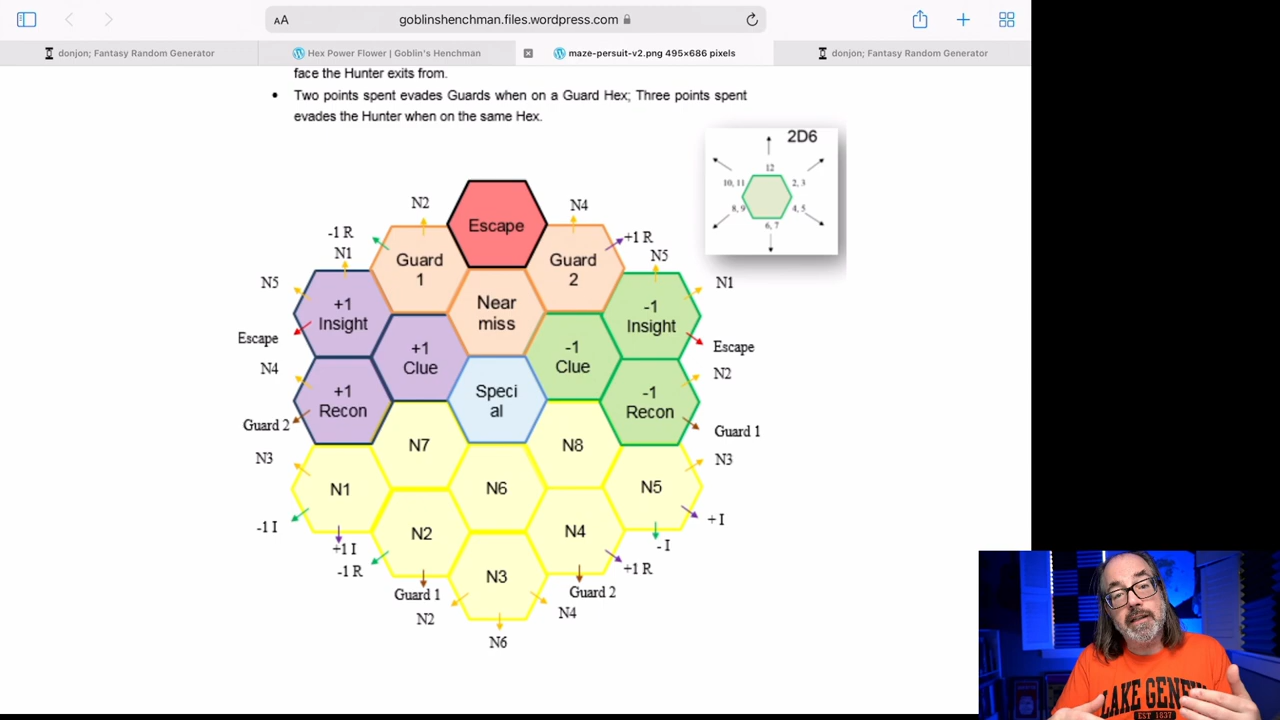 AA
goblinshenchman.files.wordpress.com
donjon; Fantasy Random Generator
Hex Power Flower | Goblin's Henchman
maze-persuit-v2.png 495×686 pixels
donjon; Fantasy Random Generator
face the Hunter exits from.
• Two points spent evades Guards when on a Guard Hex; Three points spent
evades the Hunter when on the same Hex.
2D6
12
10, 11
2, 3
8, 9
4, 5
6, 7
N2
Escape
N4
-1 R
+1 R
N1
Guard
1
Guard
2
N5
N5
N1
+1
Insight
Near
miss
-1
Insight
Escape
Escape
+1
Clue
-1
Clue
N4
N2
+1
Recon
Speci
al
-1
Recon
Guard 2
Guard 1
N7
N8
N3
N3
N1
N6
N5
-1 I
+ I
N2
N4
+1 I
- I
-1 R
+1 R
N3
Guard 1
Guard 2
N2
N4
N6
LAKE GENE
EST 1837